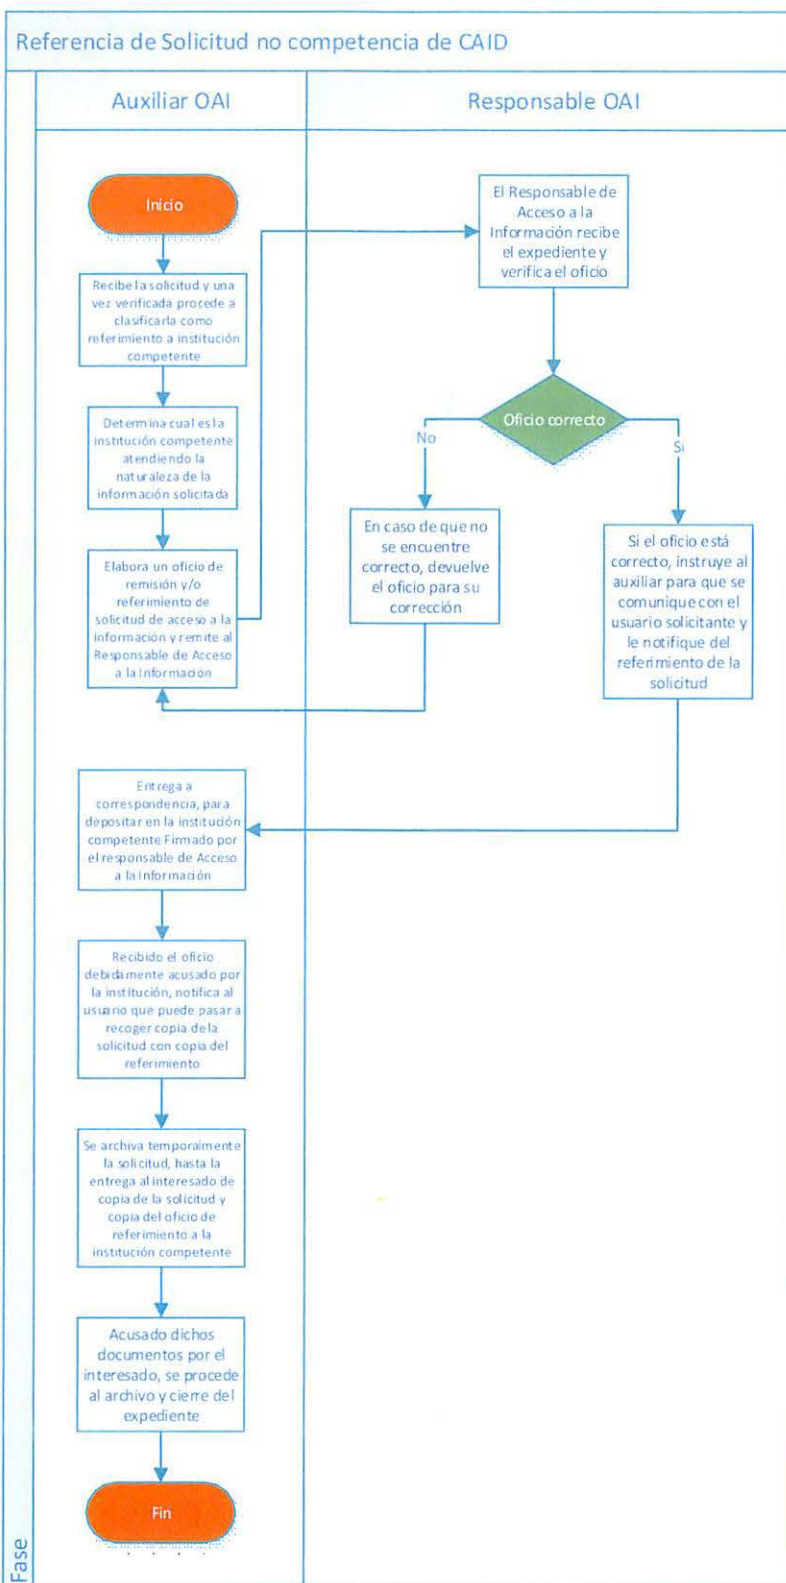 Referencia de Solicitud no competencia de CAID
Auxiliar OAI
Responsable OAI
Inicio
Recibe la solicitud y una
vez verificada procede a
clasificarla como
referimiento a institución
competente
Determina cual es la
institución competente
atendiendo la
naturaleza de la
información solicitada
Elabora un oficio de
remisión y/o
referimiento de
solicitud de acceso a la
información y remite al
Responsable de Acceso
a la Información
El Responsable de
Acceso a la
Información recibe
el expediente y
verifica el oficio
Oficio correcto
No
Si
En caso de que no
se encuentre
correcto, devuelve
el oficio para su
corrección
Si el oficio está
correcto, instruye al
auxiliar para que se
comunique con el
usuario solicitante y
le notifique del
referimiento de la
solicitud
Entrega a
correspondencia, para
depositar en la institución
competente Firmado por
el responsable de Acceso
a la Información
Recibido el oficio
debidamente acusado por
la institución, notifica al
usuario que puede pasar a
recoger copia de la
solicitud con copia del
referimiento
Se archiva temporalmente
la solicitud, hasta la
entrega al interesado de
copia de la solicitud y
copia del oficio de
referimiento a la
institución competente
Acusado dichos
documentos por el
interesado, se procede
al archivo y cierre del
expediente
Fin
Fase